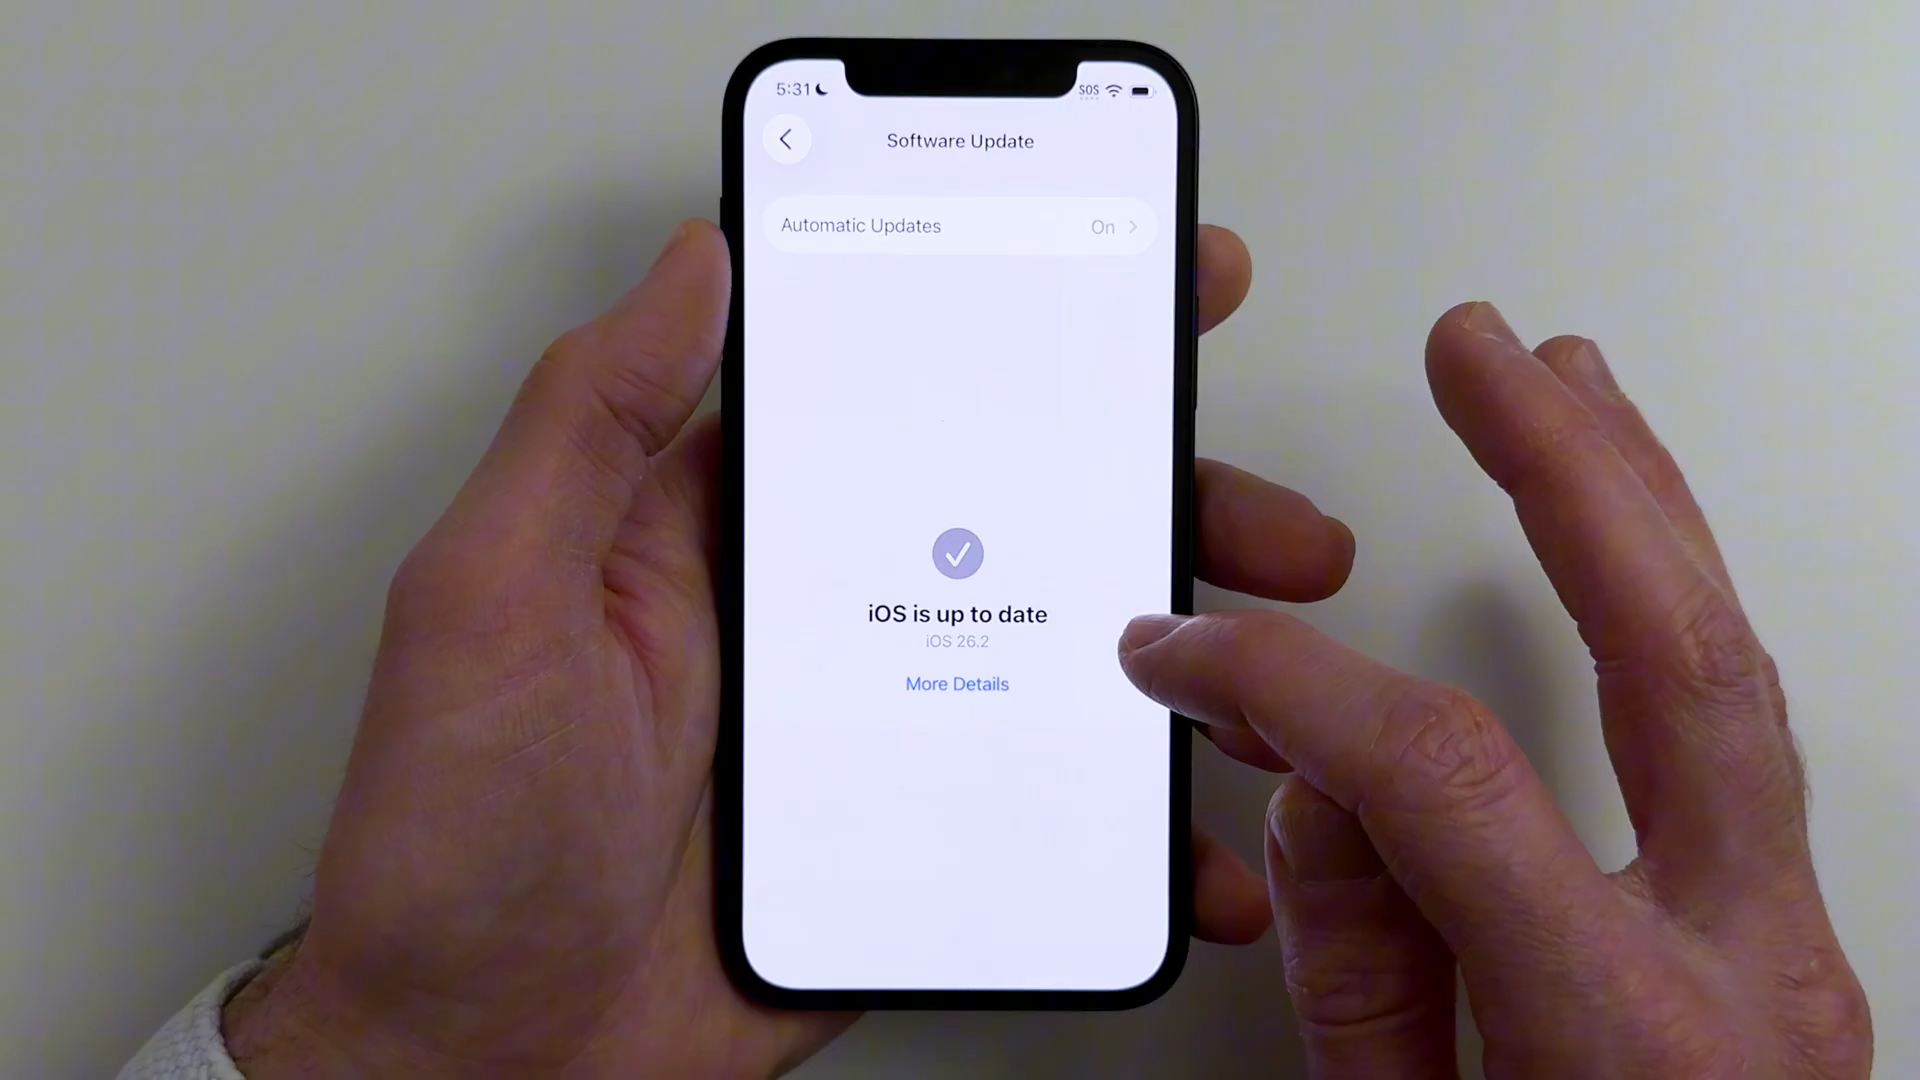 5:31
SOS
Software Update
Automatic Updates On
iOS is up to date
iOS 26.2
More Details